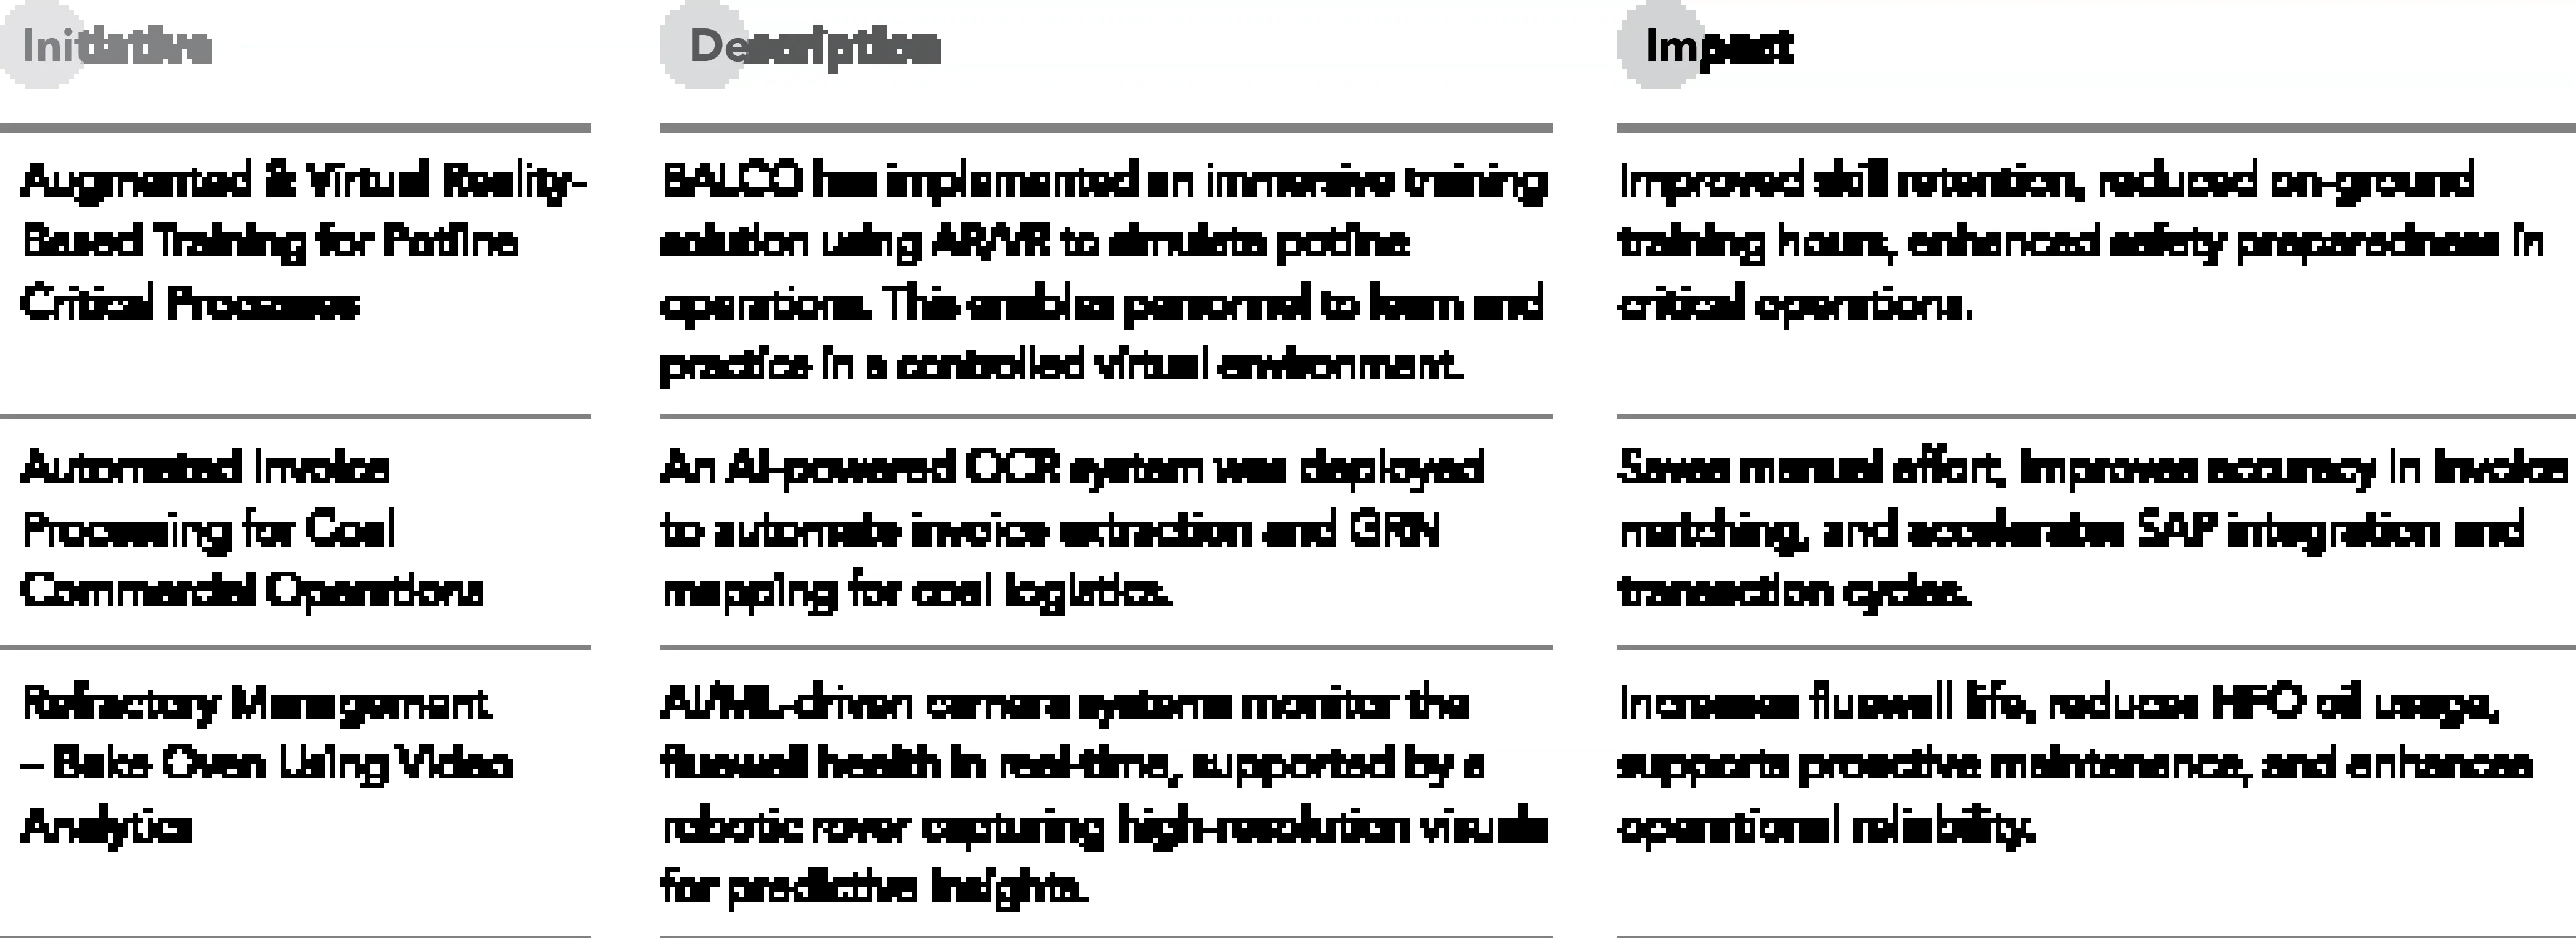 Initiative
Description
Impact
Augmented & Virtual Reality-
Based Training for Potline
Critical Processes
BALCO has implemented an immersive training
solution using AR/VR to simulate potline
operations. This enables personnel to learn and
practice in a controlled virtual environment.
Improved skill retention, reduced on-ground
training hours, enhanced safety preparedness in
critical operations.
Automated Invoice
Processing for Coal
Commercial Operations
An AI-powered OCR system was deployed
to automate invoice extraction and GRN
mapping for coal logistics.
Saves manual effort, improves accuracy in invoice
matching, and accelerates SAP integration and
transaction cycles.
Refractory Management
– Bake Oven Using Video
Analytics
AI/ML-driven camera systems monitor the
fluewall health in real-time, supported by a
robotic rover capturing high-resolution visuals
for predictive insights.
Increases fluewall life, reduces HFO oil usage,
supports proactive maintenance, and enhances
operational reliability.